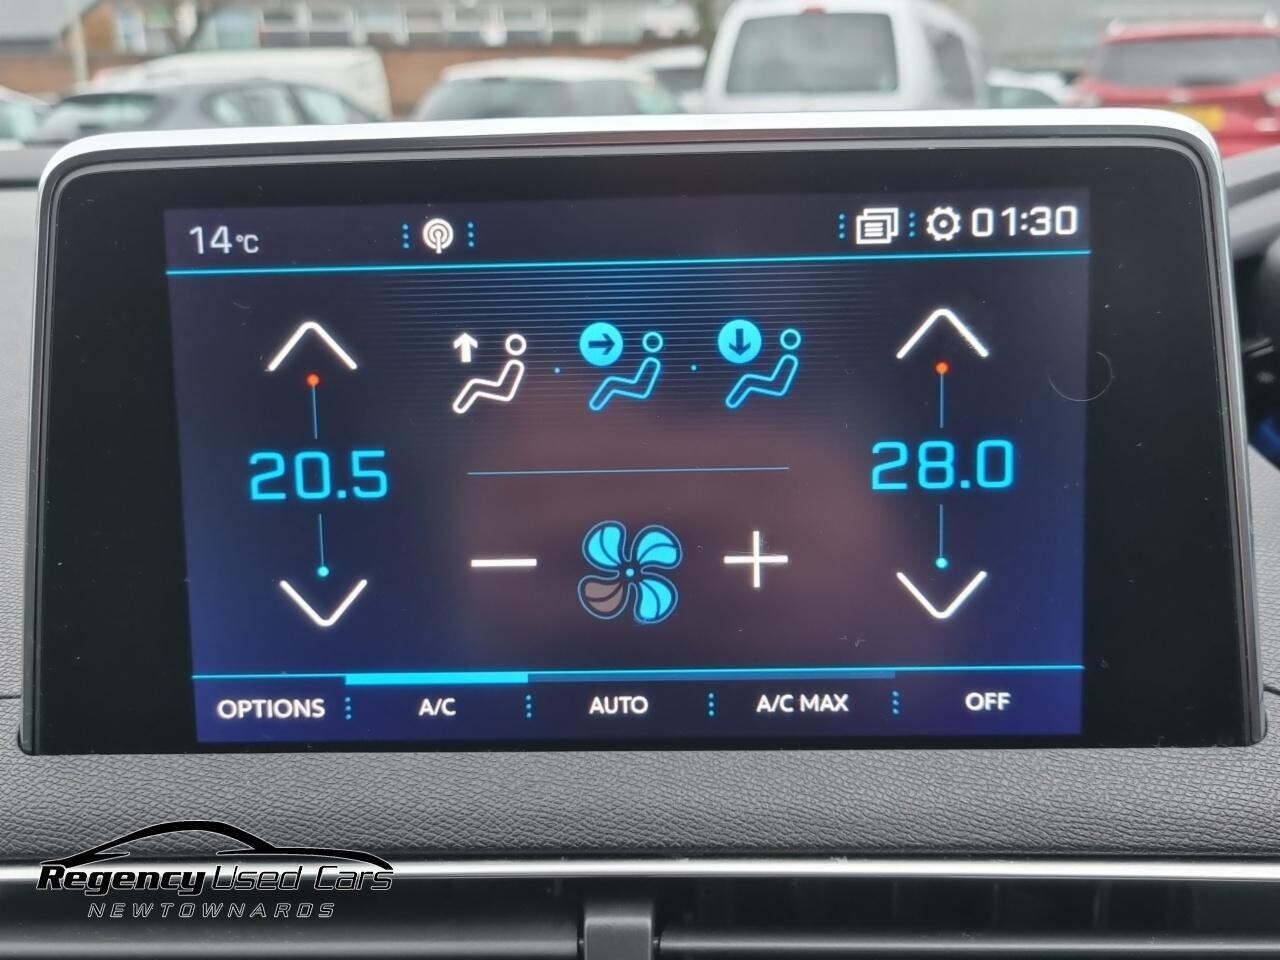 14°C
01:30
20.5
28.0
OPTIONS
A/C
AUTO
A/C MAX
OFF
Regency Used Cars
NEWTOWNARDS